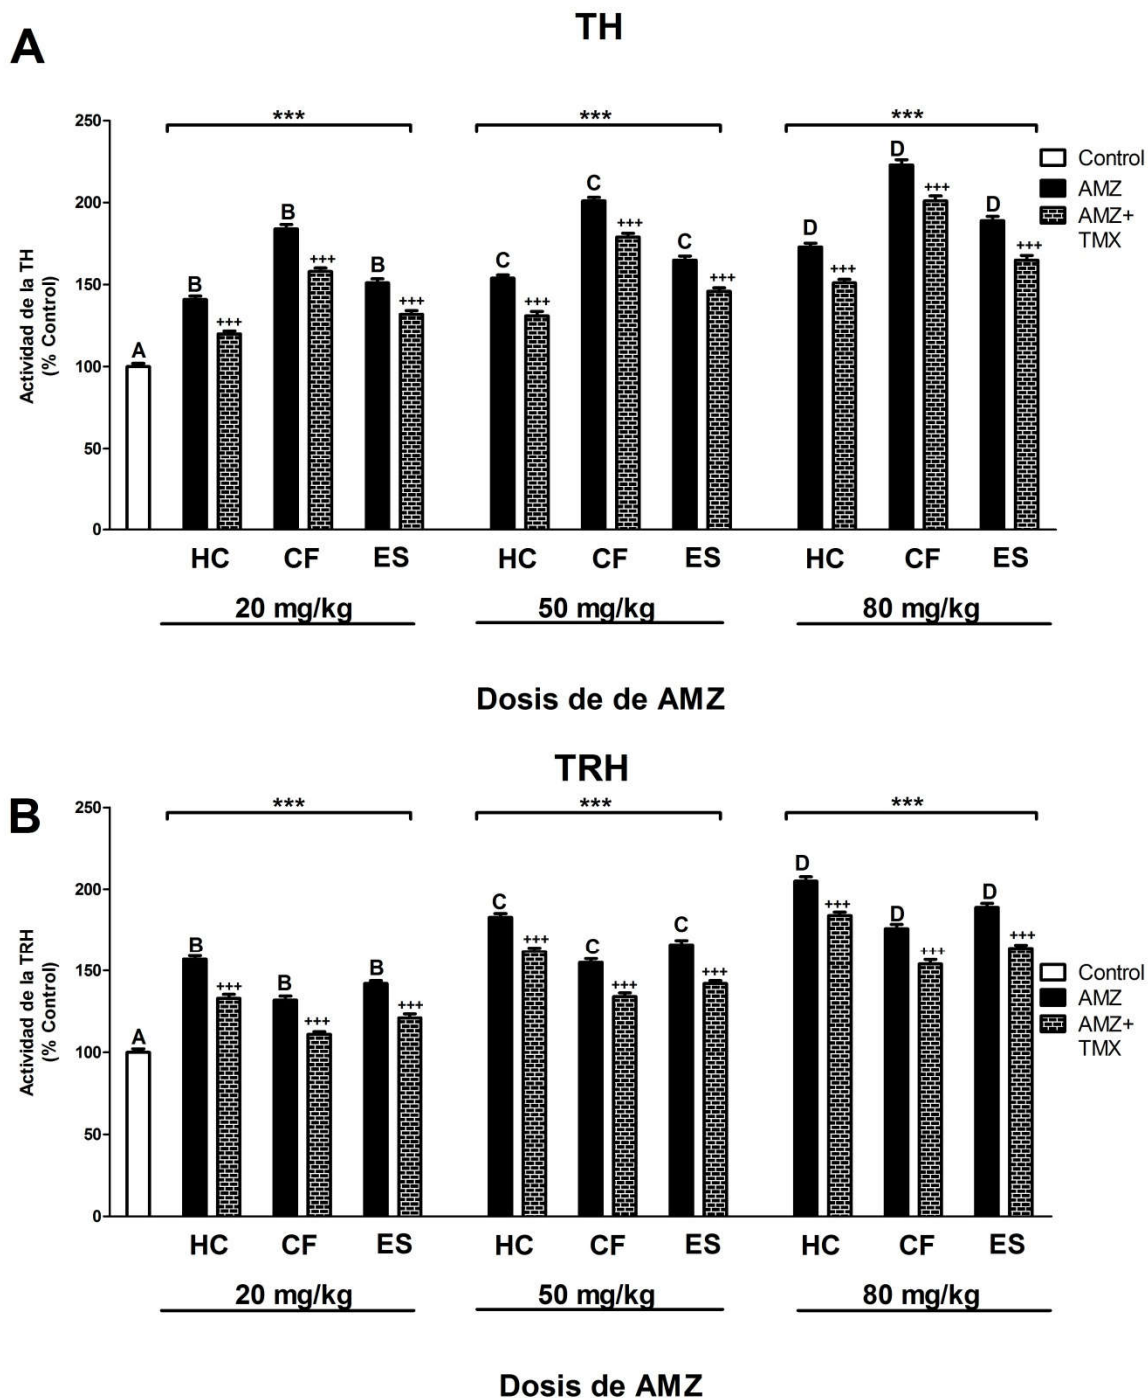 A
TH
250
200
150
100
50
0
Actividad de la TH
(% Control)
*** *** ***
A B +++ B +++ B +++ C +++ C +++ C +++ D +++ D +++ D +++
Control
AMZ
AMZ+
TMX
HC CF ES HC CF ES HC CF ES
20 mg/kg 50 mg/kg 80 mg/kg
Dosis de de AMZ
TRH
B
250
200
150
100
50
0
Actividad de la TRH
(% Control)
*** *** ***
A B +++ B +++ B +++ C +++ C +++ C +++ D +++ D +++ D +++
Control
AMZ
AMZ+
TMX
HC CF ES HC CF ES HC CF ES
20 mg/kg 50 mg/kg 80 mg/kg
Dosis de AMZ